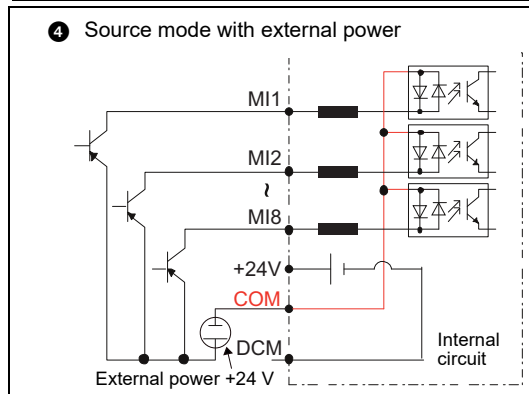 4 Source mode with external power
MI1
MI2
~
MI8
+24V
COM
DCM
Internal
circuit
External power +24 V